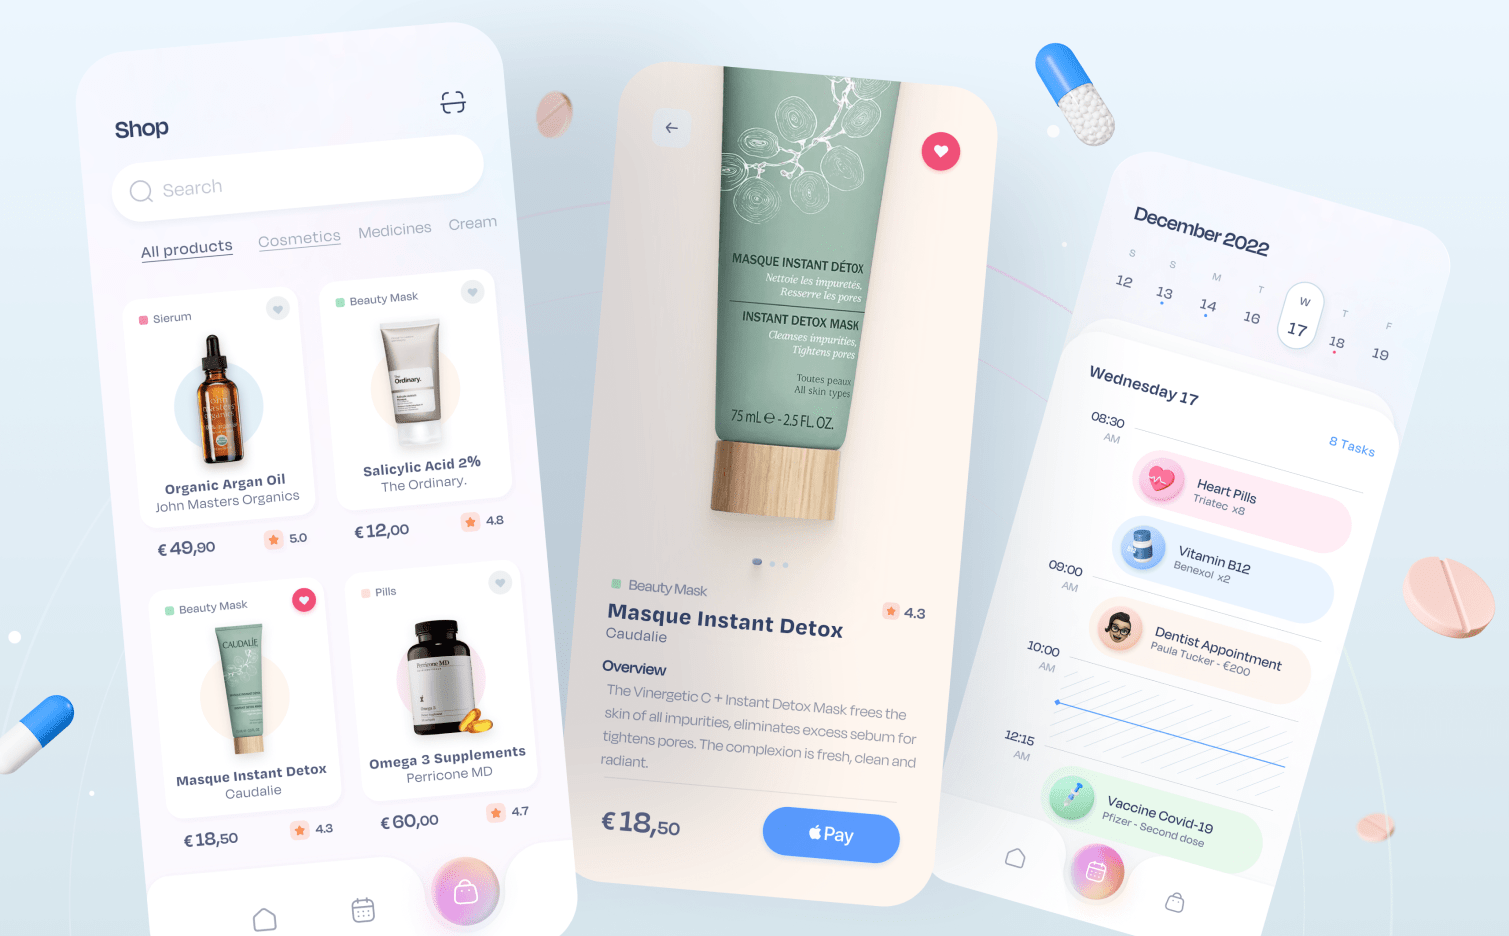 Shop
Search
All products
Cosmetics
Medicines
Cream
Sierum
Organic Argan Oil
John Masters Organics
€ 49,90
5.0
Beauty Mask
The Ordinary.
Salicylic Acid 2%
The Ordinary.
€ 12,00
4.8
Beauty Mask
CAUDALIE
Masque Instant Detox
Caudalie
€ 18,50
4.3
Pills
Perricone MD
Omega 3
Omega 3 Supplements
Perricone MD
€ 60,00
4.7
MASQUE INSTANT DÉTOX
Nettoie les impuretés,
Resserre les pores
INSTANT DETOX MASK
Cleanses impurities,
Tightens pores
Toutes peaux
All skin types
75 mL ℮ - 2.5 FL. OZ.
Beauty Mask
Masque Instant Detox
4.3
Caudalie
Overview
The Vinergetic C + Instant Detox Mask frees the
skin of all impurities, eliminates excess sebum for
tightens pores. The complexion is fresh, clean and
radiant.
€ 18,50
Pay
December 2022
S S M T W T F
12 13 14 16 17 18 19
Wednesday 17
8 Tasks
08:30
AM
Heart Pills
Triatec x8
Vitamin B12
Benexol x2
09:00
AM
Dentist Appointment
Paula Tucker - €200
10:00
AM
12:15
AM
Vaccine Covid-19
Pfizer - Second dose